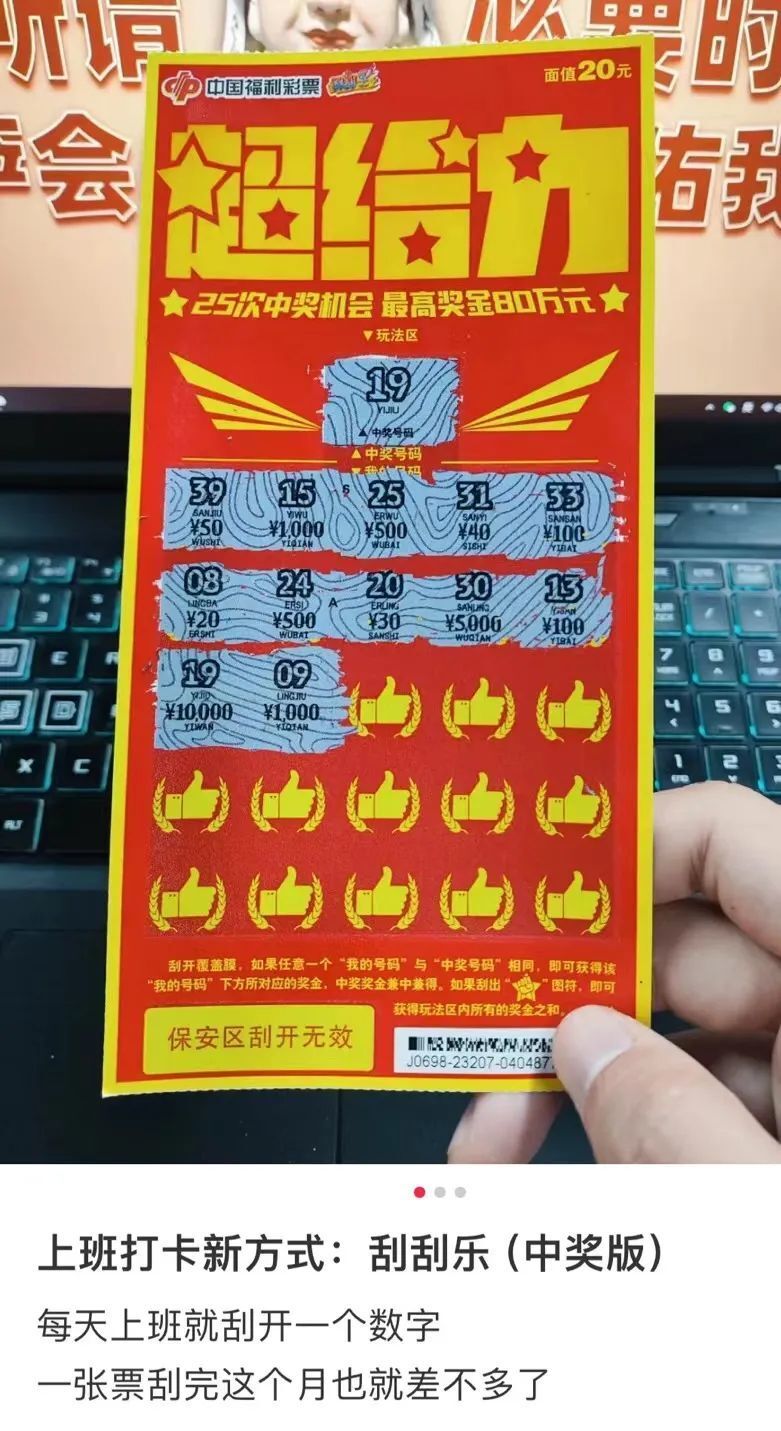 所谓
必要时
佑我
中国福利彩票
面值20元
超给力
25次中奖机会 最高奖金80万元
▼玩法区
19
YIJIU
▲中奖号码
▲中奖号码
▼我的号码
39 15 25 31 33
SANJIU YIWU ERWU SANYI SANSAN
¥50 ¥1,000 ¥500 ¥40 ¥100
WUSHI YIQIAN WUBAI SISHI YIBAI
08 24 20 30 13
LINGBA ERSI ERLING SANLING YISAN
¥20 ¥500 ¥30 ¥5,000 ¥100
ERSHI WUBAI SANSHI WUQIAN YIBAI
19 09
YIJIU LINGJIU
¥10,000 ¥1,000
YIWAN YIQIAN
刮开覆盖膜，如果任意一个“我的号码”与“中奖号码”相同，即可获得该
“我的号码”下方所对应的奖金，中奖奖金兼中兼得。如果刮出“ ”图符，即可
获得玩法区内所有的奖金之和。
保安区刮开无效
J0698-23207-040487
上班打卡新方式：刮刮乐（中奖版）
每天上班就刮开一个数字
一张票刮完这个月也就差不多了